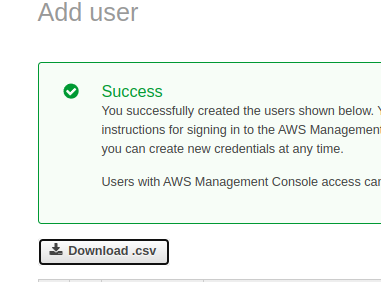 Add user
Success
You successfully created the users shown below.
instructions for signing in to the AWS Management
you can create new credentials at any time.
Users with AWS Management Console access can
Download .csv